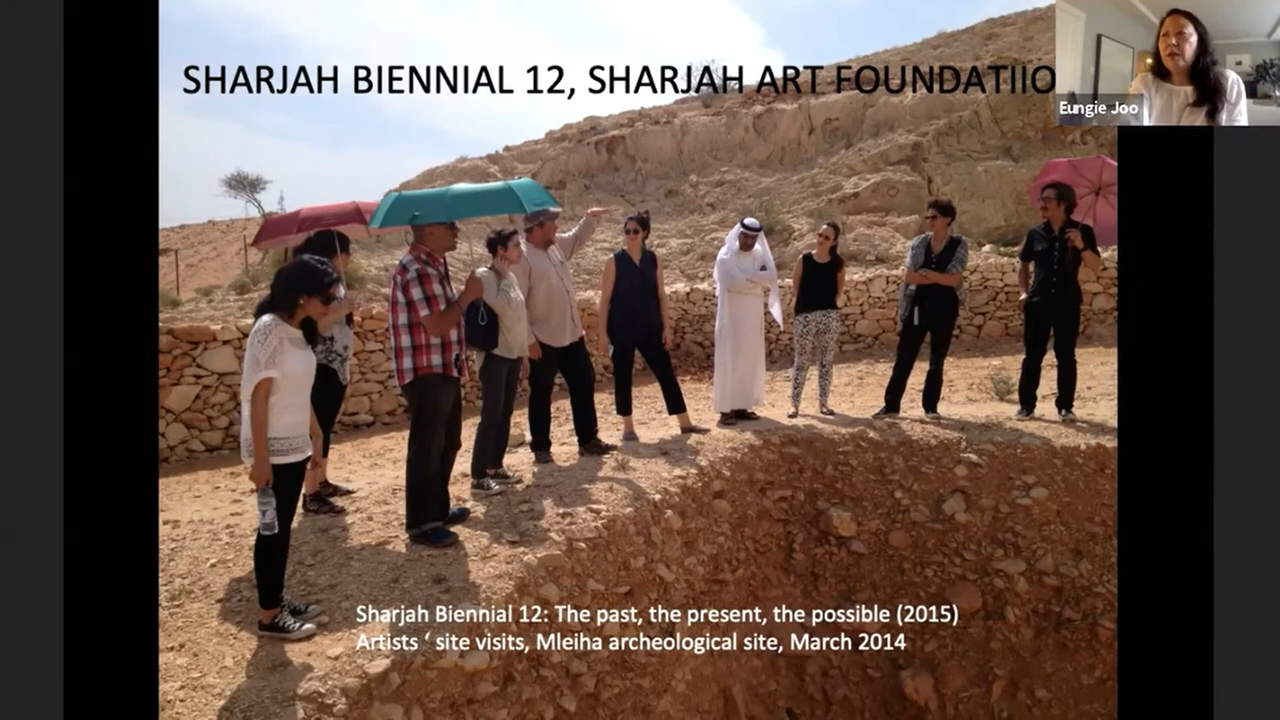 SHARJAH BIENNIAL 12, SHARJAH ART FOUNDATIIO
Eungie Joo
Sharjah Biennial 12: The past, the present, the possible (2015)
Artists ‘ site visits, Mleiha archeological site, March 2014